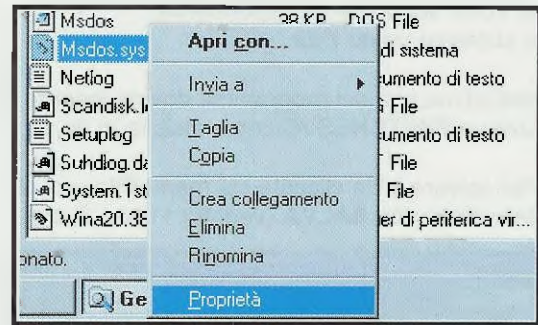 Msdos 38 KB DOS File
Msdos.sys di sistema
Netlog cumento di testo
Scandisk.l S File
Setuplog umento di testo
Suhdlog.da File
System.1st File
Wina20.38 er di periferica vir...
onato.
Ge
Apri con...
Invia a
Taglia
Copia
Crea collegamento
Elimina
Rinomina
Proprietà